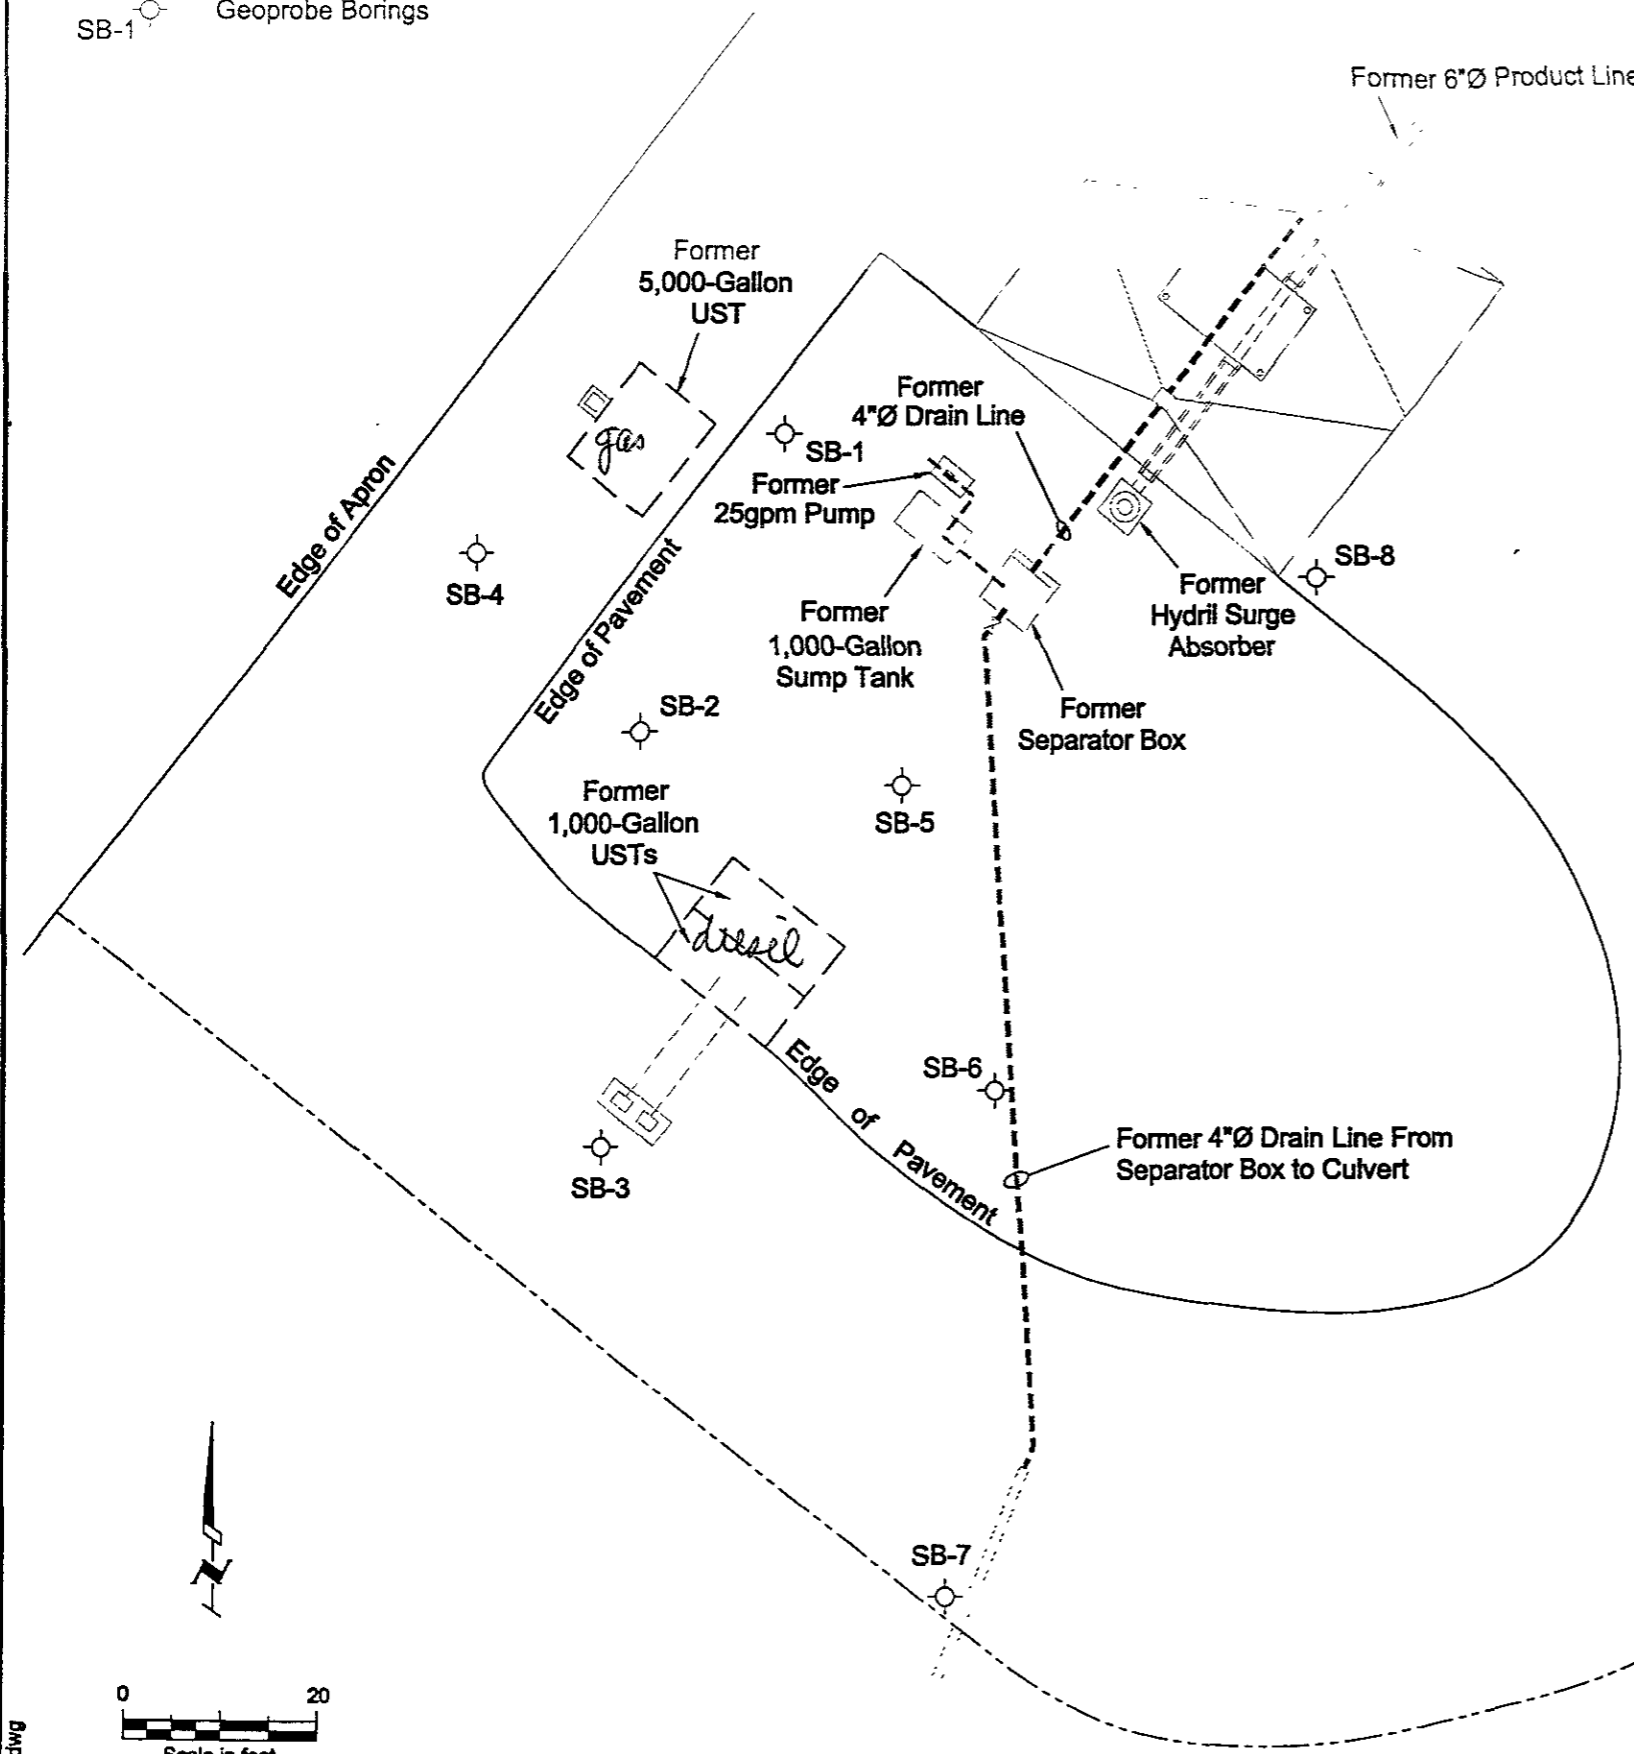 SB-1
Geoprobe Borings
Former 6"Ø Product Line
Former
5,000-Gallon
UST
gas
SB-1
Former
4"Ø Drain Line
Former
25gpm Pump
Edge of Apron
SB-4
Edge of Pavement
Former
1,000-Gallon
Sump Tank
SB-8
Former
Hydril Surge
Absorber
SB-2
Former
Separator Box
Former
1,000-Gallon
USTs
SB-5
diesel
SB-6
Edge of Pavement
Former 4"Ø Drain Line From
Separator Box to Culvert
SB-3
SB-7
N
0 20
Scale in feet
dwg